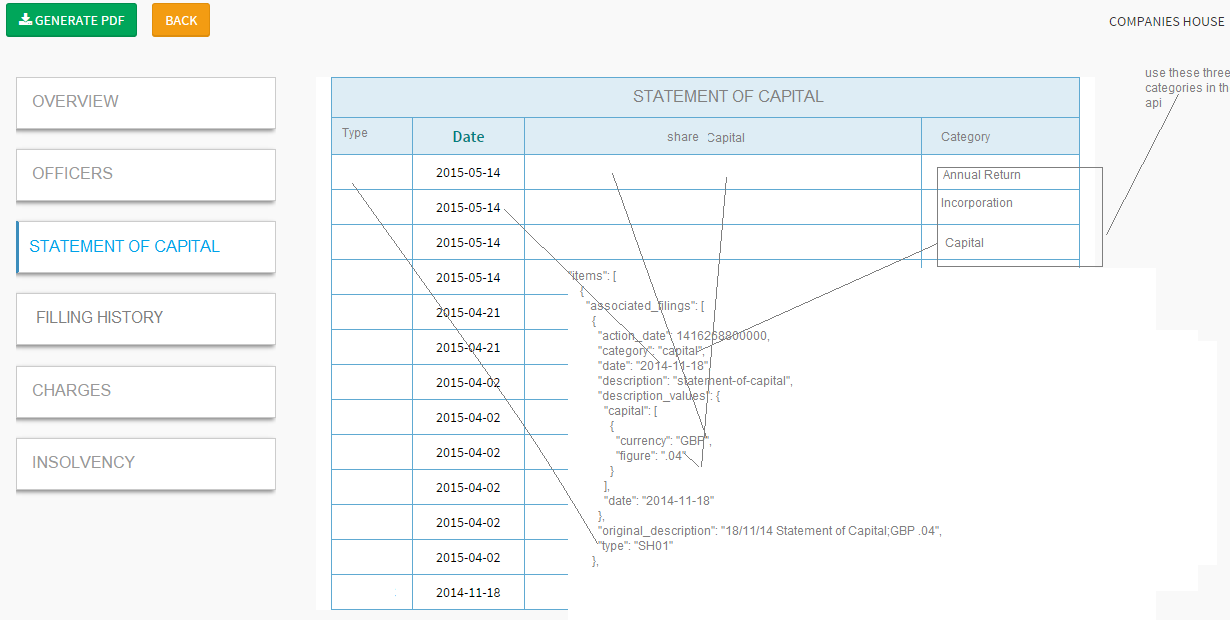 GENERATE PDF
BACK
COMPANIES HOUSE
use these three
categories in th
api
OVERVIEW
OFFICERS
STATEMENT OF CAPITAL
FILLING HISTORY
CHARGES
INSOLVENCY
STATEMENT OF CAPITAL
Type Date share Capital Category
2015-05-14 Annual Return
2015-05-14 Incorporation
2015-05-14 Capital
2015-05-14
2015-04-21
2015-04-21
2015-04-02
2015-04-02
2015-04-02
2015-04-02
2015-04-02
2015-04-02
2014-11-18
"items": [
{
"associated_filings": [
{
"action_date": 1416268800000,
"category": "capital",
"date": "2014-11-18"
"description": "statement-of-capital",
"description_values": {
"capital": [
{
"currency": "GBP",
"figure": ".04"
}
],
"date": "2014-11-18"
},
"original_description": "18/11/14 Statement of Capital;GBP .04",
"type": "SH01"
},